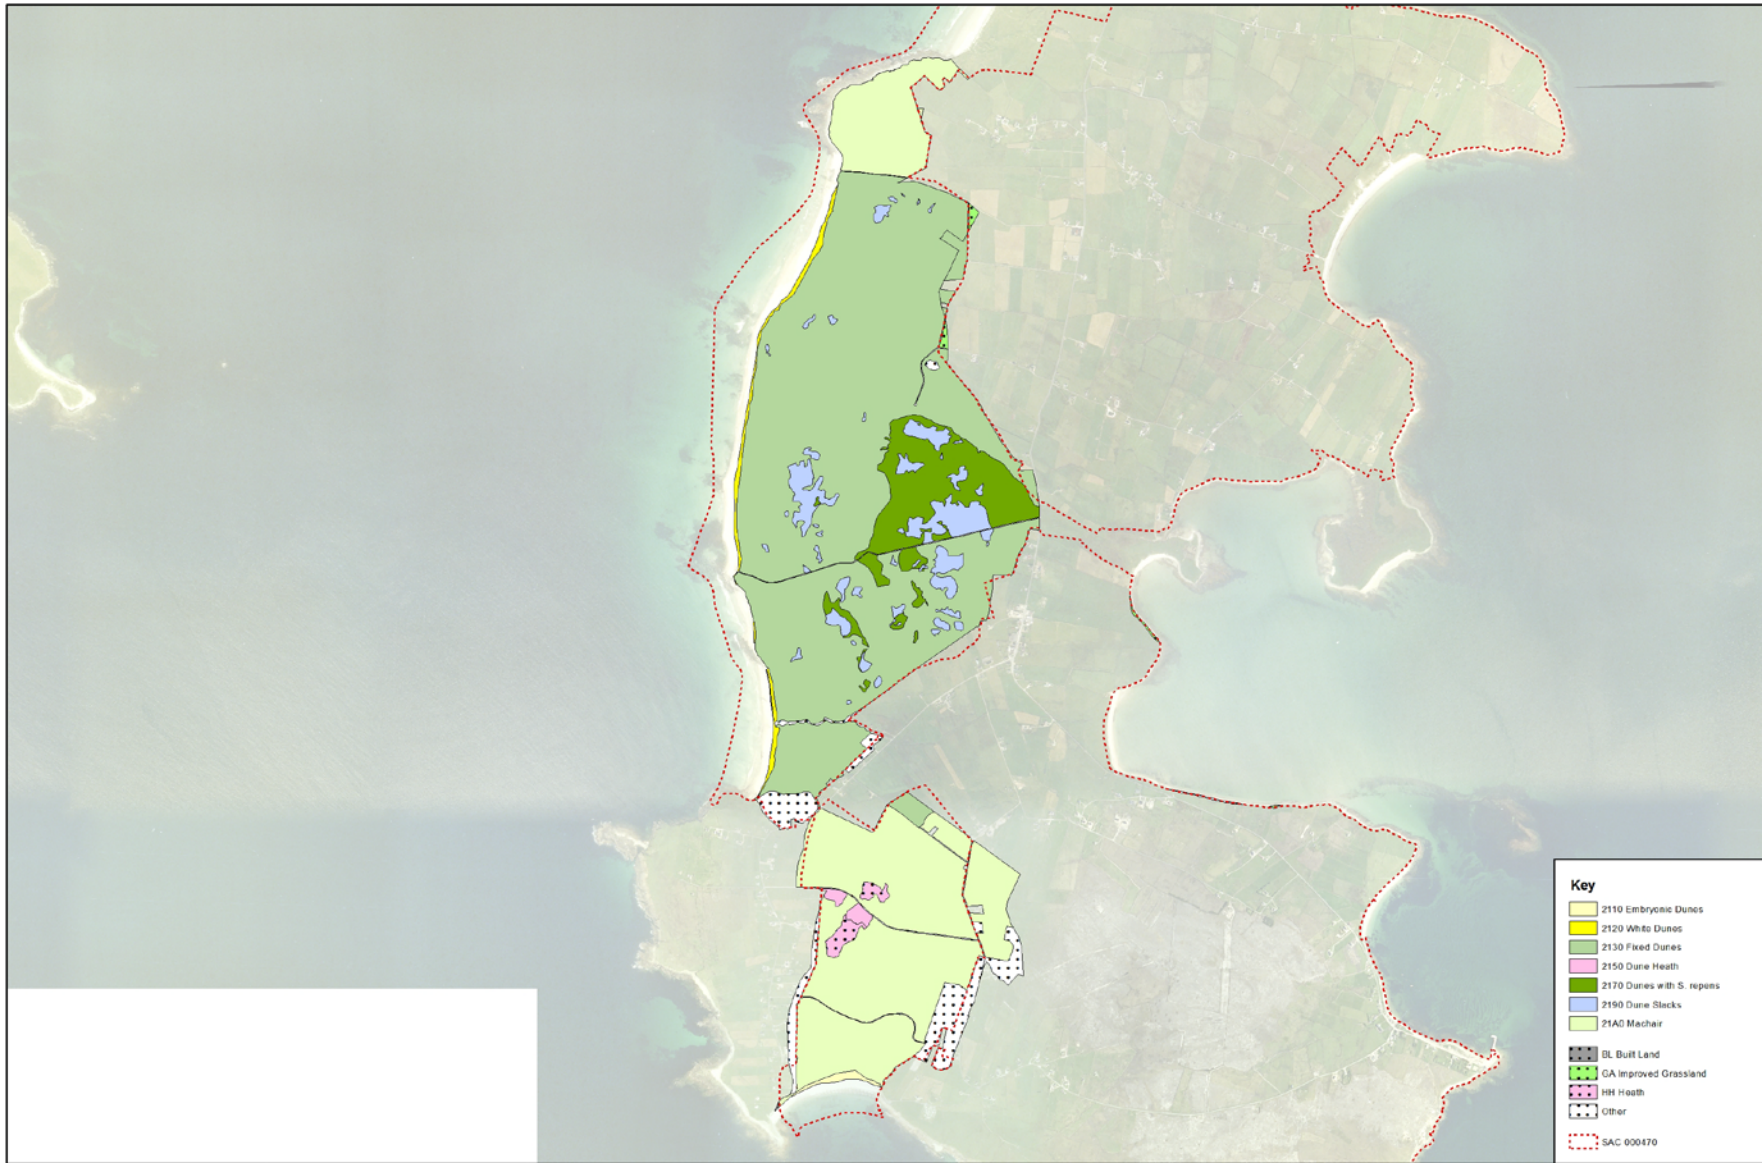 Key
2110 Embryonic Dunes
2120 White Dunes
2130 Fixed Dunes
2150 Dune Heath
2170 Dunes with S. repens
2190 Dune Slacks
21A0 Machair
BL Built Land
GA Improved Grassland
HH Heath
Other
SAC 000470